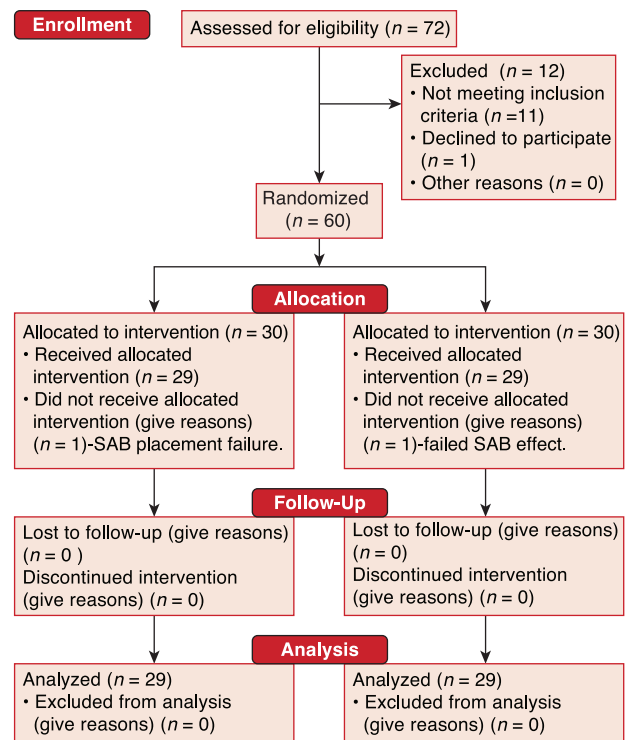 Enrollment
Assessed for eligibility (n = 72)
Excluded (n = 12)
• Not meeting inclusion
criteria (n =11)
• Declined to participate
(n = 1)
• Other reasons (n = 0)
Randomized
(n = 60)
Allocation
Allocated to intervention (n = 30)
• Received allocated
intervention (n = 29)
• Did not receive allocated
intervention (give reasons)
(n = 1)-SAB placement failure.
Allocated to intervention (n = 30)
• Received allocated
intervention (n = 29)
• Did not receive allocated
intervention (give reasons)
(n = 1)-failed SAB effect.
Follow-Up
Lost to follow-up (give reasons)
(n = 0 )
Discontinued intervention
(give reasons) (n = 0)
Lost to follow-up (give reasons)
(n = 0)
Discontinued intervention
(give reasons) (n = 0)
Analysis
Analyzed (n = 29)
• Excluded from analysis
(give reasons) (n = 0)
Analyzed (n = 29)
• Excluded from analysis
(give reasons) (n = 0)